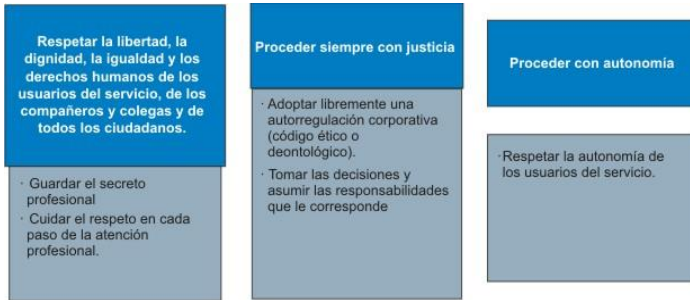 Respetar la libertad, la
dignidad, la igualdad y los
derechos humanos de los
usuarios del servicio, de los
compañeros y colegas y de
todos los ciudadanos.
· Guardar el secreto
profesional
· Cuidar el respeto en cada
paso de la atención
profesional.
Proceder siempre con justicia
· Adoptar libremente una
autorregulación corporativa
(código ético o
deontológico).
· Tomar las decisiones y
asumir las responsabilidades
que le corresponde
Proceder con autonomía
·Respetar la autonomía de
los usuarios del servicio.